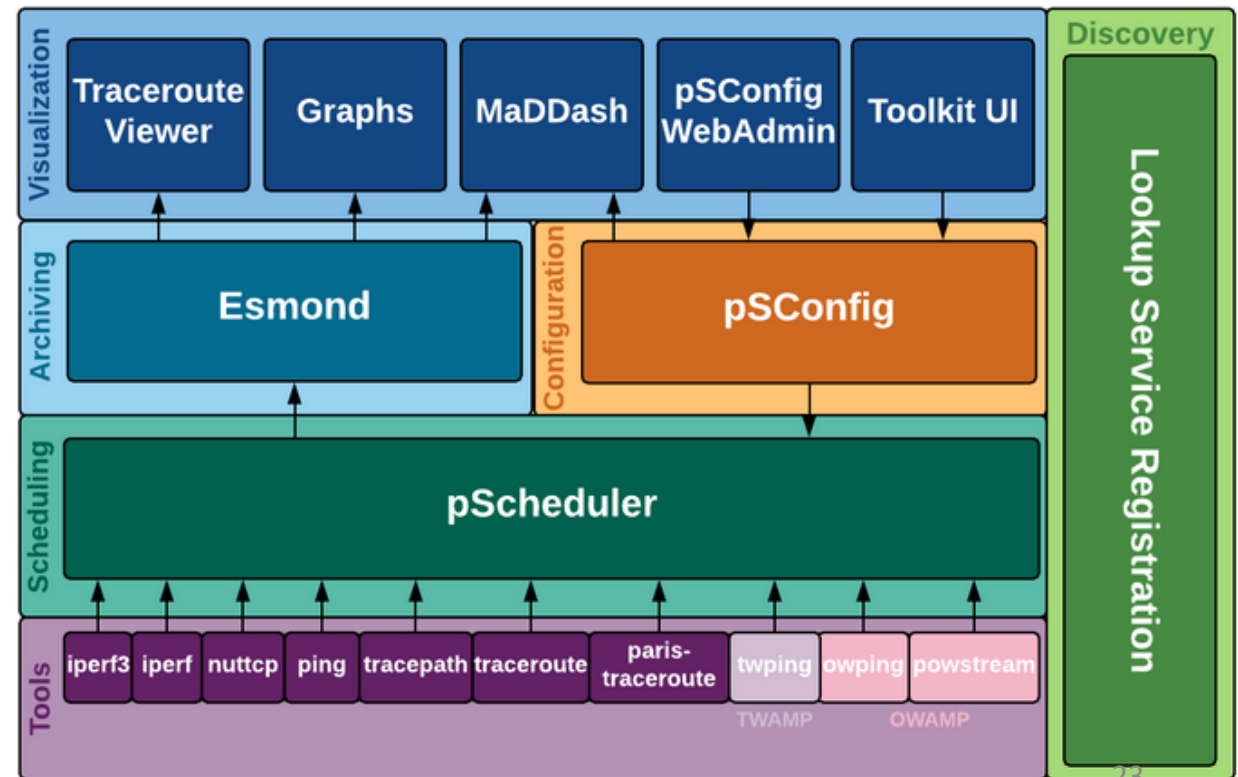 Visualization
Traceroute
Viewer
Graphs
MaDDash
pSConfig
WebAdmin
Toolkit UI
Discovery
Lookup Service Registration
Archiving
Esmond
Configuration
pSConfig
Scheduling
pScheduler
Tools
iperf3
iperf
nuttcp
ping
tracepath
traceroute
paris-
traceroute
twping
owping
powstream
TWAMP
OWAMP
23